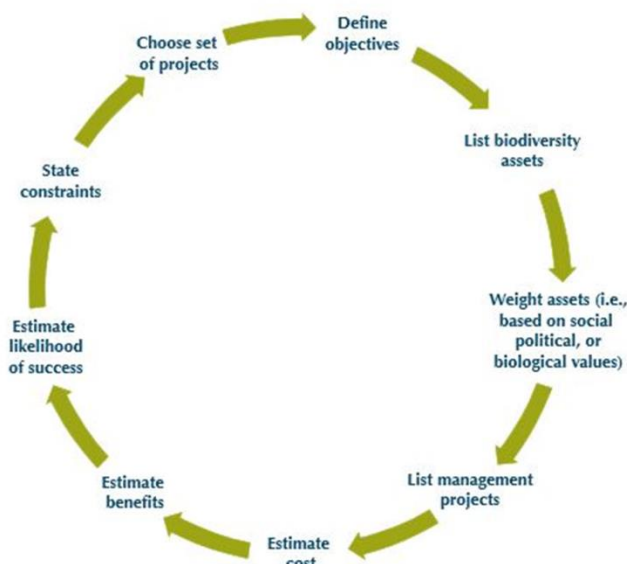 Define
objectives
List biodiversity
assets
Weight assets (i.e.,
based on social
political, or
biological values)
List management
projects
Estimate
cost
Estimate
benefits
Estimate
likelihood
of success
State
constraints
Choose set
of projects